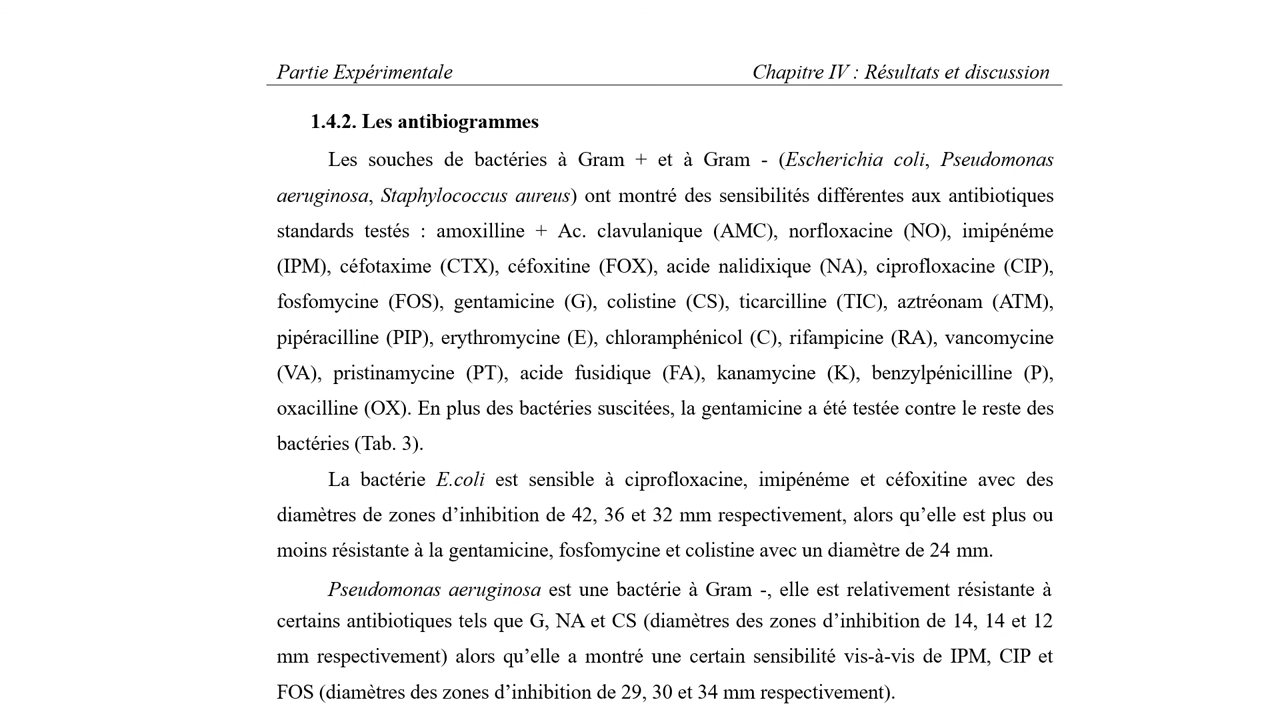 Partie Expérimentale Chapitre IV : Résultats et discussion
1.4.2. Les antibiogrammes
Les souches de bactéries à Gram + et à Gram - (Escherichia coli, Pseudomonas
aeruginosa, Staphylococcus aureus) ont montré des sensibilités différentes aux antibiotiques
standards testés : amoxilline + Ac. clavulanique (AMC), norfloxacine (NO), imipénéme
(IPM), céfotaxime (CTX), céfoxitine (FOX), acide nalidixique (NA), ciprofloxacine (CIP),
fosfomycine (FOS), gentamicine (G), colistine (CS), ticarcilline (TIC), aztréonam (ATM),
pipéracilline (PIP), erythromycine (E), chloramphénicol (C), rifampicine (RA), vancomycine
(VA), pristinamycine (PT), acide fusidique (FA), kanamycine (K), benzylpénicilline (P),
oxacilline (OX). En plus des bactéries suscitées, la gentamicine a été testée contre le reste des
bactéries (Tab. 3).
La bactérie E.coli est sensible à ciprofloxacine, imipénéme et céfoxitine avec des
diamètres de zones d’inhibition de 42, 36 et 32 mm respectivement, alors qu’elle est plus ou
moins résistante à la gentamicine, fosfomycine et colistine avec un diamètre de 24 mm.
Pseudomonas aeruginosa est une bactérie à Gram -, elle est relativement résistante à
certains antibiotiques tels que G, NA et CS (diamètres des zones d’inhibition de 14, 14 et 12
mm respectivement) alors qu’elle a montré une certain sensibilité vis-à-vis de IPM, CIP et
FOS (diamètres des zones d’inhibition de 29, 30 et 34 mm respectivement).